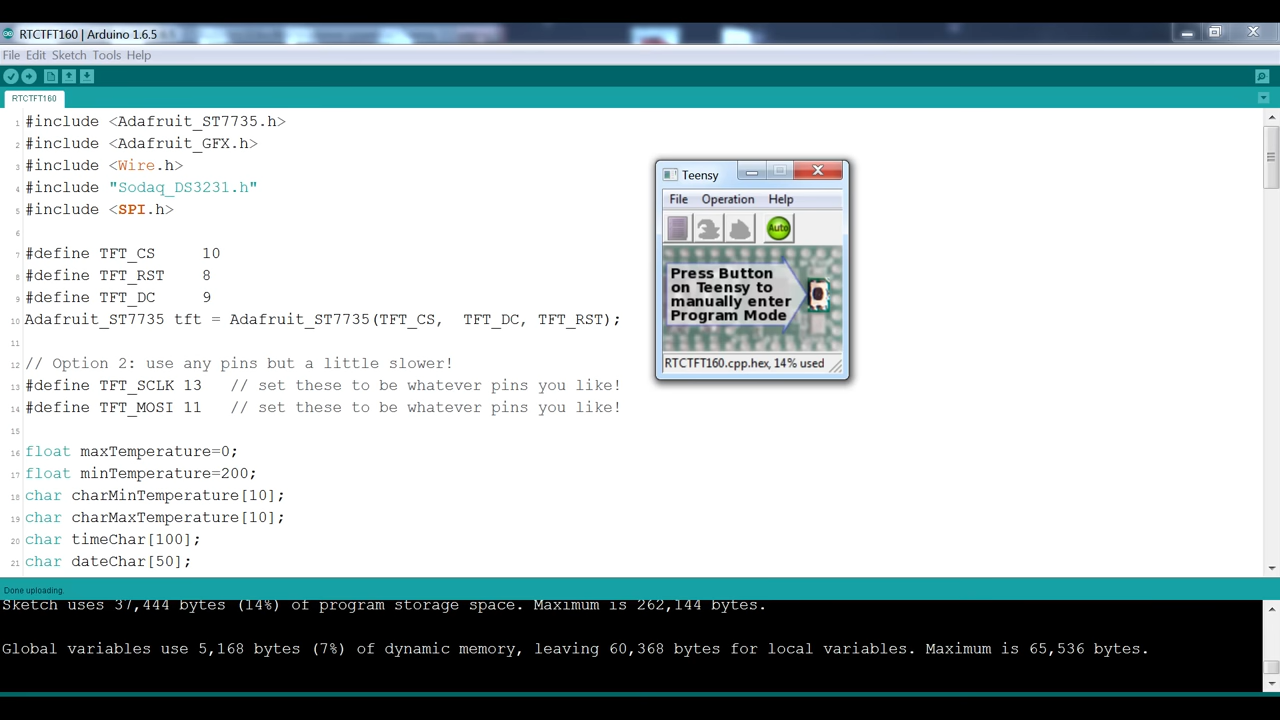 RTCTFT160 | Arduino 1.6.5
File Edit Sketch Tools Help
RTCTFT160
1 #include <Adafruit_ST7735.h>
2 #include <Adafruit_GFX.h>
3 #include <Wire.h>
4 #include "Sodaq_DS3231.h"
5 #include <SPI.h>
6
7 #define TFT_CS     10
8 #define TFT_RST    8
9 #define TFT_DC     9
10 Adafruit_ST7735 tft = Adafruit_ST7735(TFT_CS,  TFT_DC, TFT_RST);
11
12 // Option 2: use any pins but a little slower!
13 #define TFT_SCLK 13   // set these to be whatever pins you like!
14 #define TFT_MOSI 11   // set these to be whatever pins you like!
15
16 float maxTemperature=0;
17 float minTemperature=200;
18 char charMinTemperature[10];
19 char charMaxTemperature[10];
20 char timeChar[100];
21 char dateChar[50];
Teensy
File Operation Help
Auto
Press Button
on Teensy to
manually enter
Program Mode
RTCTFT160.cpp.hex, 14% used
Done uploading.
Sketch uses 37,444 bytes (14%) of program storage space. Maximum is 262,144 bytes.
Global variables use 5,168 bytes (7%) of dynamic memory, leaving 60,368 bytes for local variables. Maximum is 65,536 bytes.